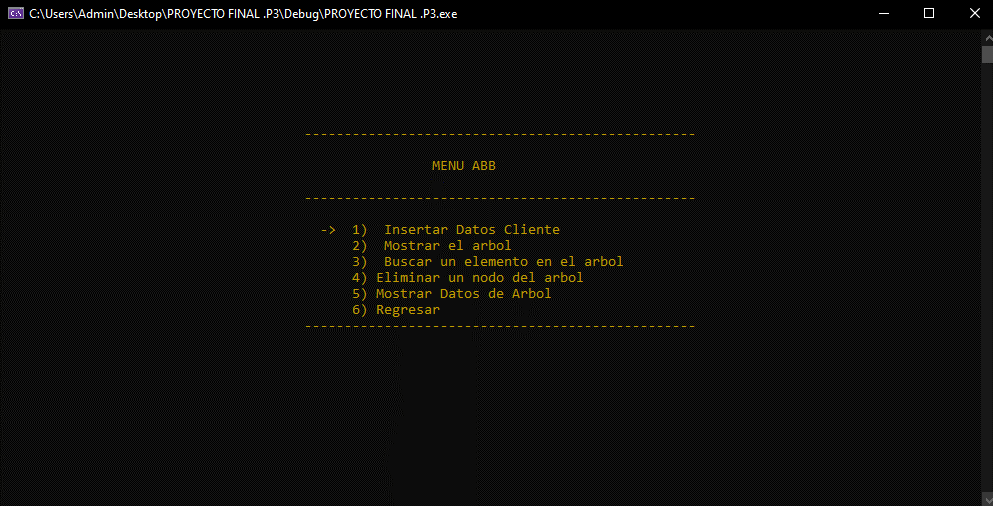 C:\Users\Admin\Desktop\PROYECTO FINAL .P3\Debug\PROYECTO FINAL .P3.exe
-------------------------------------------------
MENU ABB
-------------------------------------------------
->  1)  Insertar Datos Cliente
2)  Mostrar el arbol
3)  Buscar un elemento en el arbol
4) Eliminar un nodo del arbol
5) Mostrar Datos de Arbol
6) Regresar
-------------------------------------------------